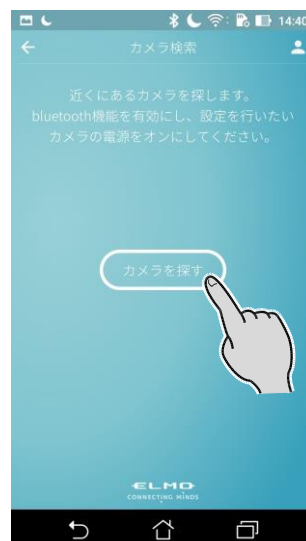 14:40
カメラ検索
近くにあるカメラを探します。
bluetooth機能を有効にし、設定を行いたい
カメラの電源をオンにしてください。
カメラを探す
ELMO
CONNECTING MINDS